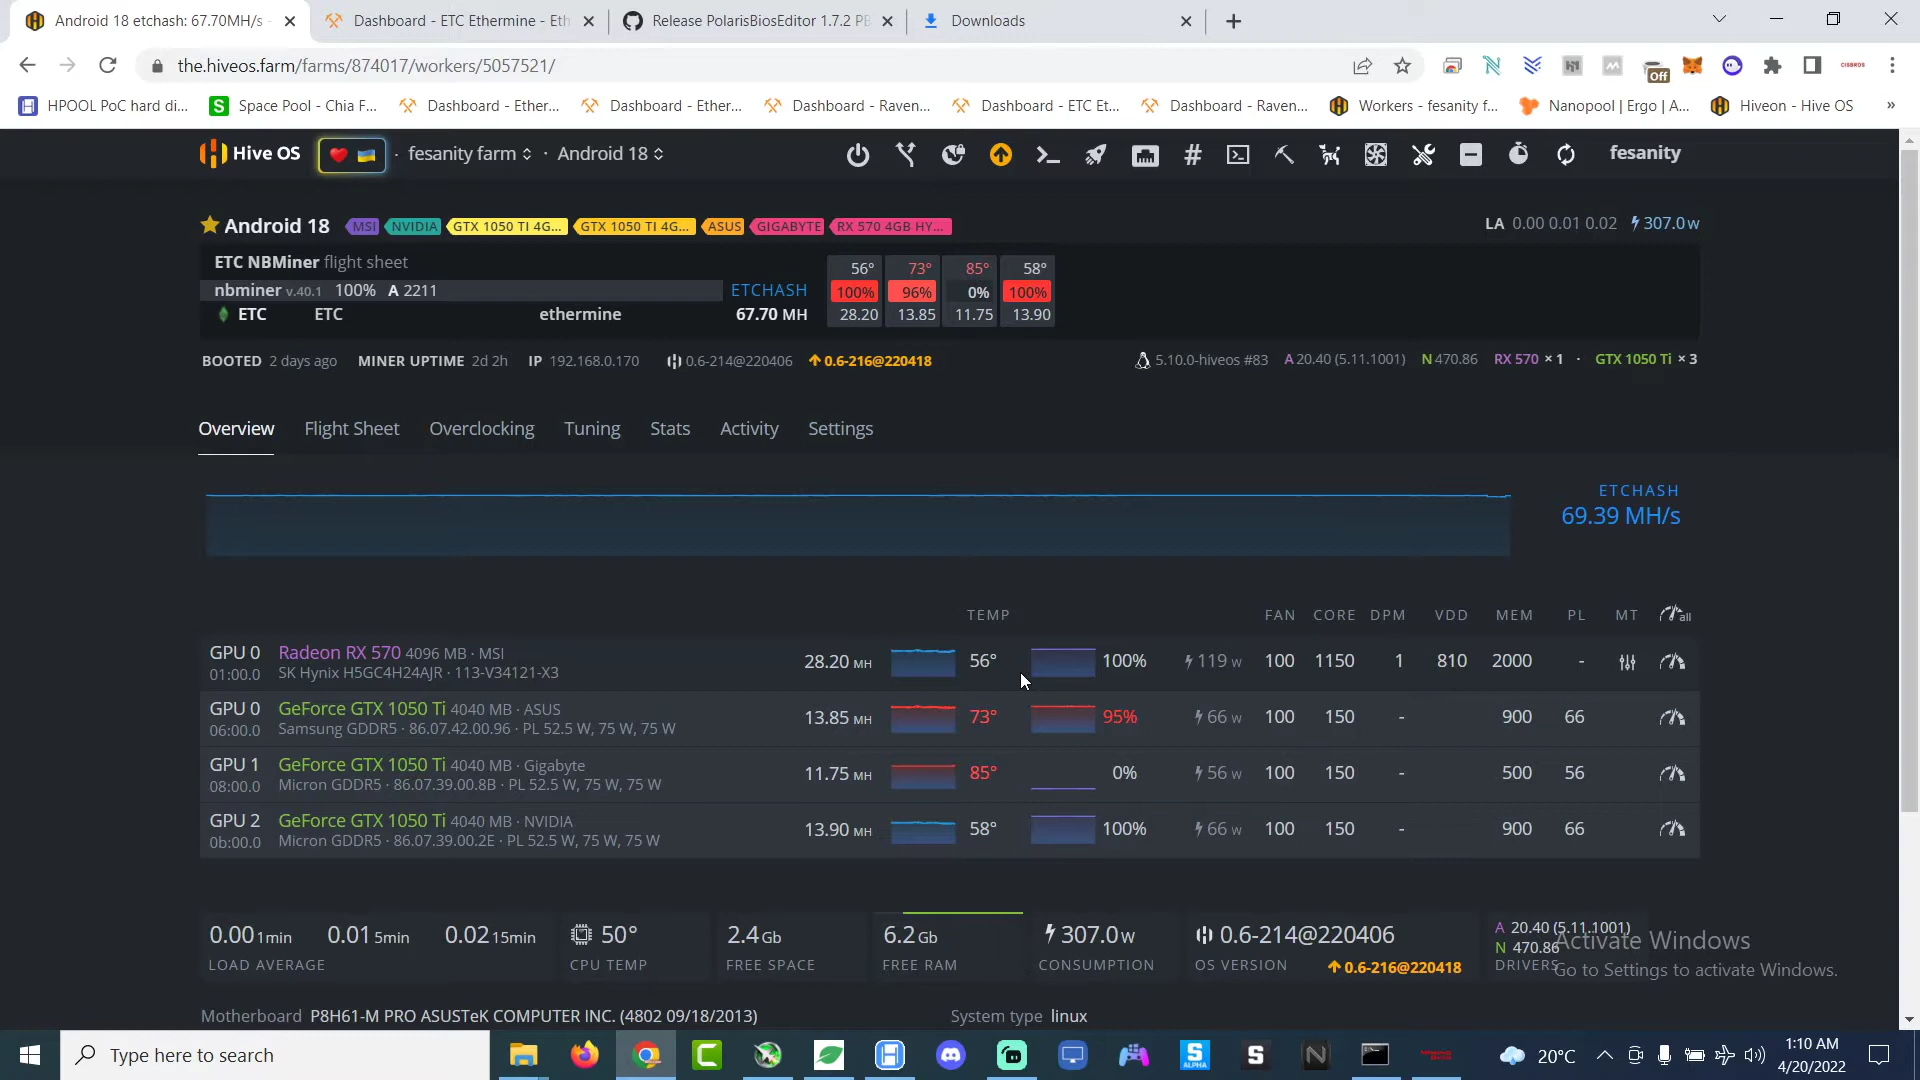 Android 18 etchash: 67.70MH/s -
Dashboard - ETC Ethermine - Eth
Release PolarisBiosEditor 1.7.2 PB
Downloads
the.hiveos.farm/farms/874017/workers/5057521/
Off
HPOOL PoC hard di...
Space Pool - Chia F...
Dashboard - Ether...
Dashboard - Ether...
Dashboard - Raven...
Dashboard - ETC Et...
Dashboard - Raven...
Workers - fesanity f...
Nanopool | Ergo | A...
Hiveon - Hive OS
»
Hive OS
· fesanity farm
· Android 18
fesanity
Android 18 MSI NVIDIA GTX 1050 TI 4G... GTX 1050 TI 4G... ASUS GIGABYTE RX 570 4GB HY...
LA 0.00 0.01 0.02 307.0 w
ETC NBMiner flight sheet
56° 73° 85° 58°
nbminer v.40.1 100% A 2211 ETCHASH
100% 96% 0% 100%
ETC ETC ethermine 67.70 MH
28.20 13.85 11.75 13.90
BOOTED 2 days ago MINER UPTIME 2d 2h IP 192.168.0.170 0.6-214@220406 0.6-216@220418
5.10.0-hiveos #83 A 20.40 (5.11.1001) N 470.86 RX 570 × 1 · GTX 1050 Ti × 3
Overview Flight Sheet Overclocking Tuning Stats Activity Settings
ETCHASH
69.39 MH/s
TEMP FAN CORE DPM VDD MEM PL MT all
GPU 0 Radeon RX 570 4096 MB · MSI
01:00.0 SK Hynix H5GC4H24AJR · 113-V34121-X3
28.20 MH 56° 100% 119 w 100 1150 1 810 2000 -
GPU 0 GeForce GTX 1050 Ti 4040 MB · ASUS
06:00.0 Samsung GDDR5 · 86.07.42.00.96 · PL 52.5 W, 75 W, 75 W
13.85 MH 73° 95% 66 w 100 150 - 900 66
GPU 1 GeForce GTX 1050 Ti 4040 MB · Gigabyte
08:00.0 Micron GDDR5 · 86.07.39.00.8B · PL 52.5 W, 75 W, 75 W
11.75 MH 85° 0% 56 w 100 150 - 500 56
GPU 2 GeForce GTX 1050 Ti 4040 MB · NVIDIA
0b:00.0 Micron GDDR5 · 86.07.39.00.2E · PL 52.5 W, 75 W, 75 W
13.90 MH 58° 100% 66 w 100 150 - 900 66
0.00 1min 0.01 5min 0.02 15min
LOAD AVERAGE
50°
CPU TEMP
2.4 Gb
FREE SPACE
6.2 Gb
FREE RAM
307.0 W
CONSUMPTION
0.6-214@220406
OS VERSION 0.6-216@220418
A 20.40 (5.11.1001)
N 470.86
DRIVERS
Activate Windows
Go to Settings to activate Windows.
Motherboard P8H61-M PRO ASUSTeK COMPUTER INC. (4802 09/18/2013)
System type linux
Type here to search
ALPHA
20°C
1:10 AM
4/20/2022